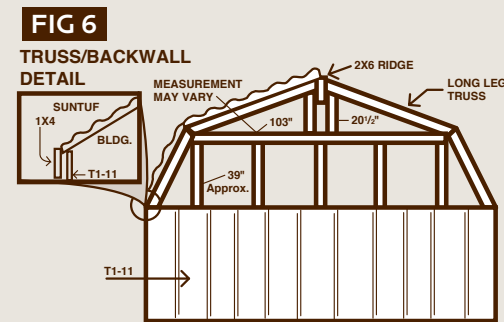 FIG 6
TRUSS/BACKWALL
DETAIL
SUNTUF
1X4
BLDG.
T1-11
MEASUREMENT
MAY VARY
2X6 RIDGE
LONG LEG
TRUSS
103"
20½"
39"
Approx.
T1-11